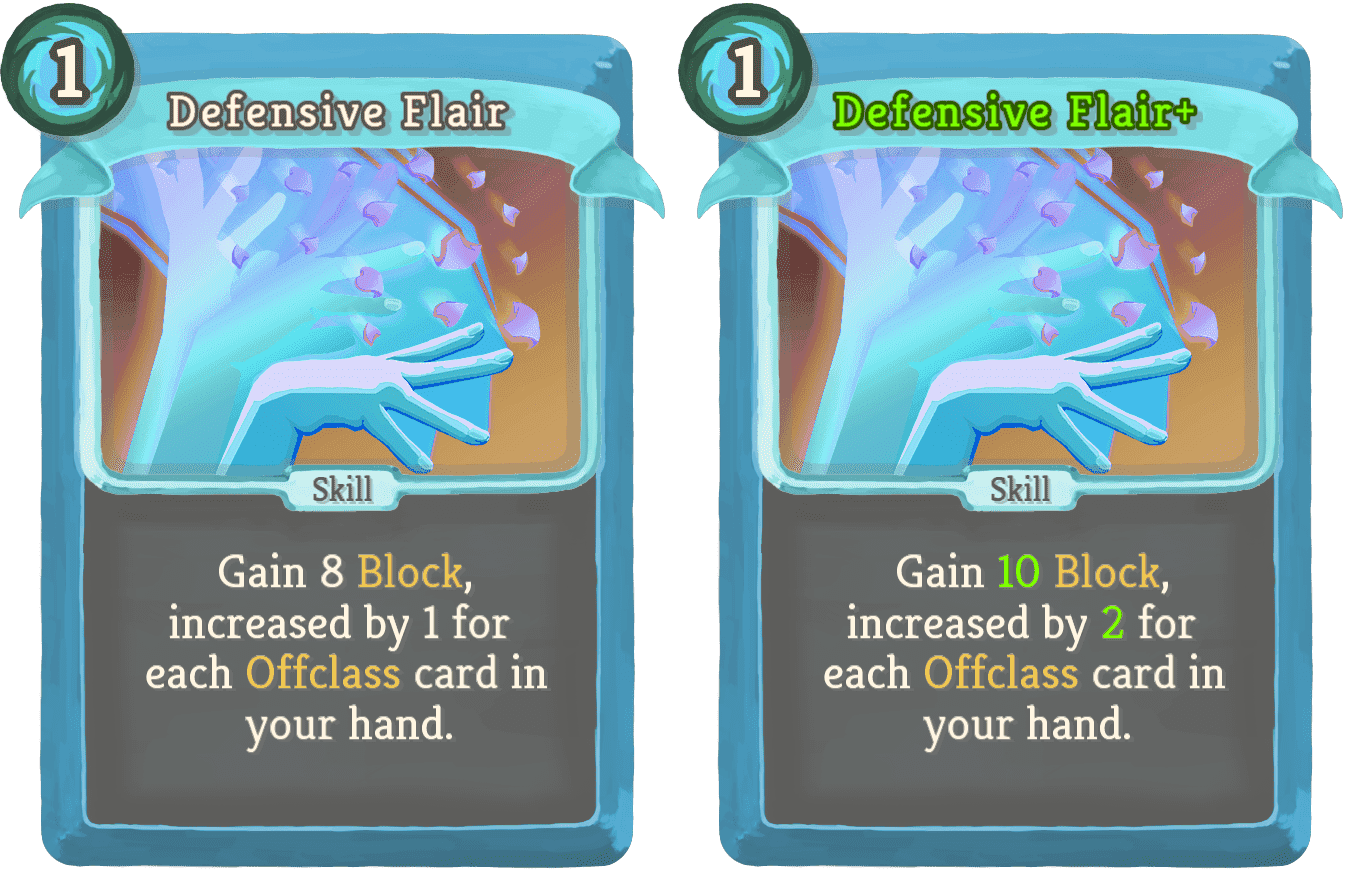 1
Defensive Flair
Skill
Gain 8 Block,
increased by 1 for
each Offclass card in
your hand.
1
Defensive Flair+
Skill
Gain 10 Block,
increased by 2 for
each Offclass card in
your hand.